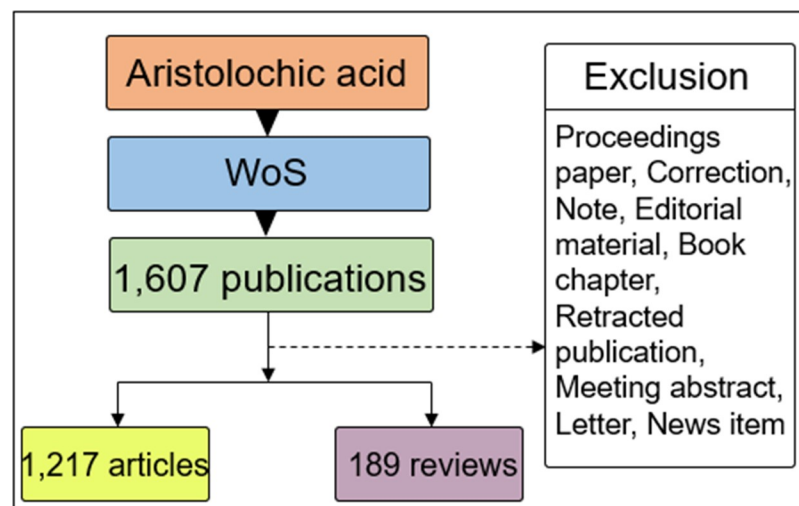 Aristolochic acid
WoS
1,607 publications
1,217 articles
189 reviews
Exclusion
Proceedings
paper, Correction,
Note, Editorial
material, Book
chapter,
Retracted
publication,
Meeting abstract,
Letter, News item